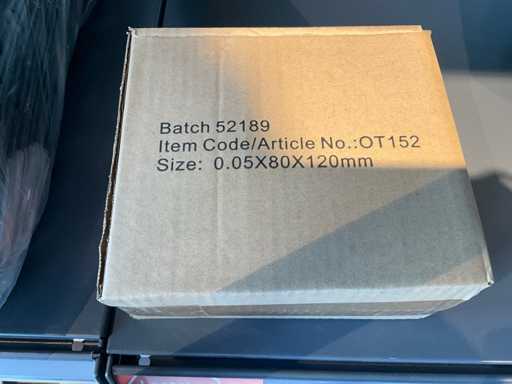 Batch 52189
Item Code/Article No.:OT152
Size: 0.05X80X120mm